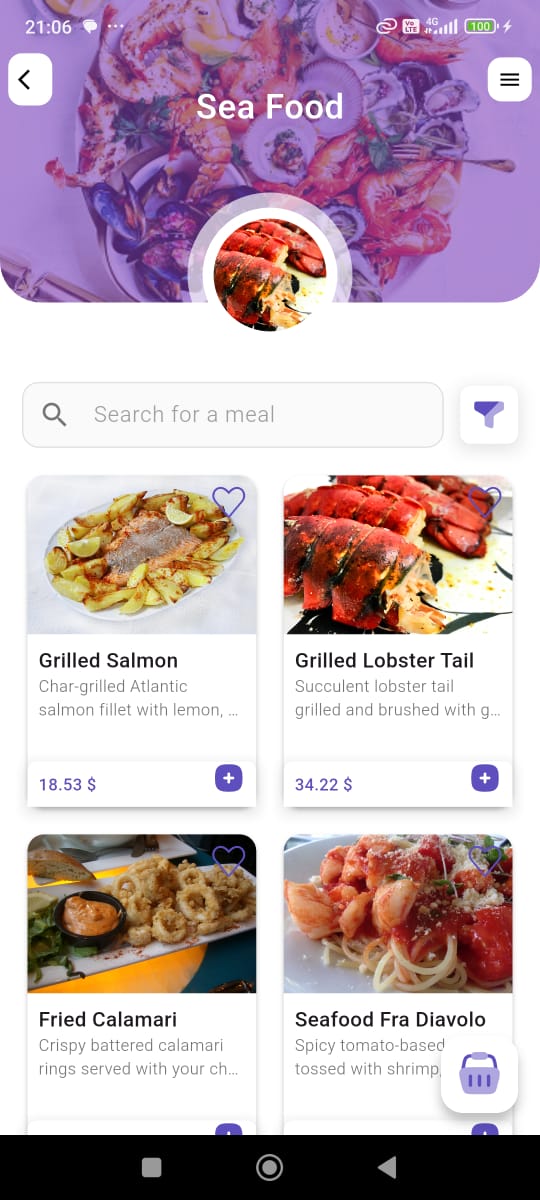 21:06 ...
Vo LTE 4G 100
Sea Food
Search for a meal
Grilled Salmon
Char-grilled Atlantic
salmon fillet with lemon, ...
18.53 $
Grilled Lobster Tail
Succulent lobster tail
grilled and brushed with g...
34.22 $
Fried Calamari
Crispy battered calamari
rings served with your ch...
Seafood Fra Diavolo
Spicy tomato-based
tossed with shrimp,